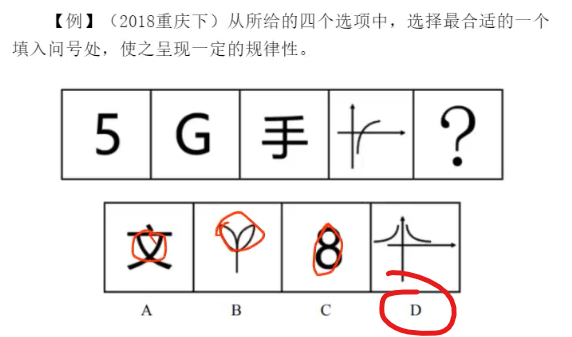 【例】（2018重庆下）从所给的四个选项中，选择最合适的一个
填入问号处，使之呈现一定的规律性。
5 G 手 ?
文 8
A B C D